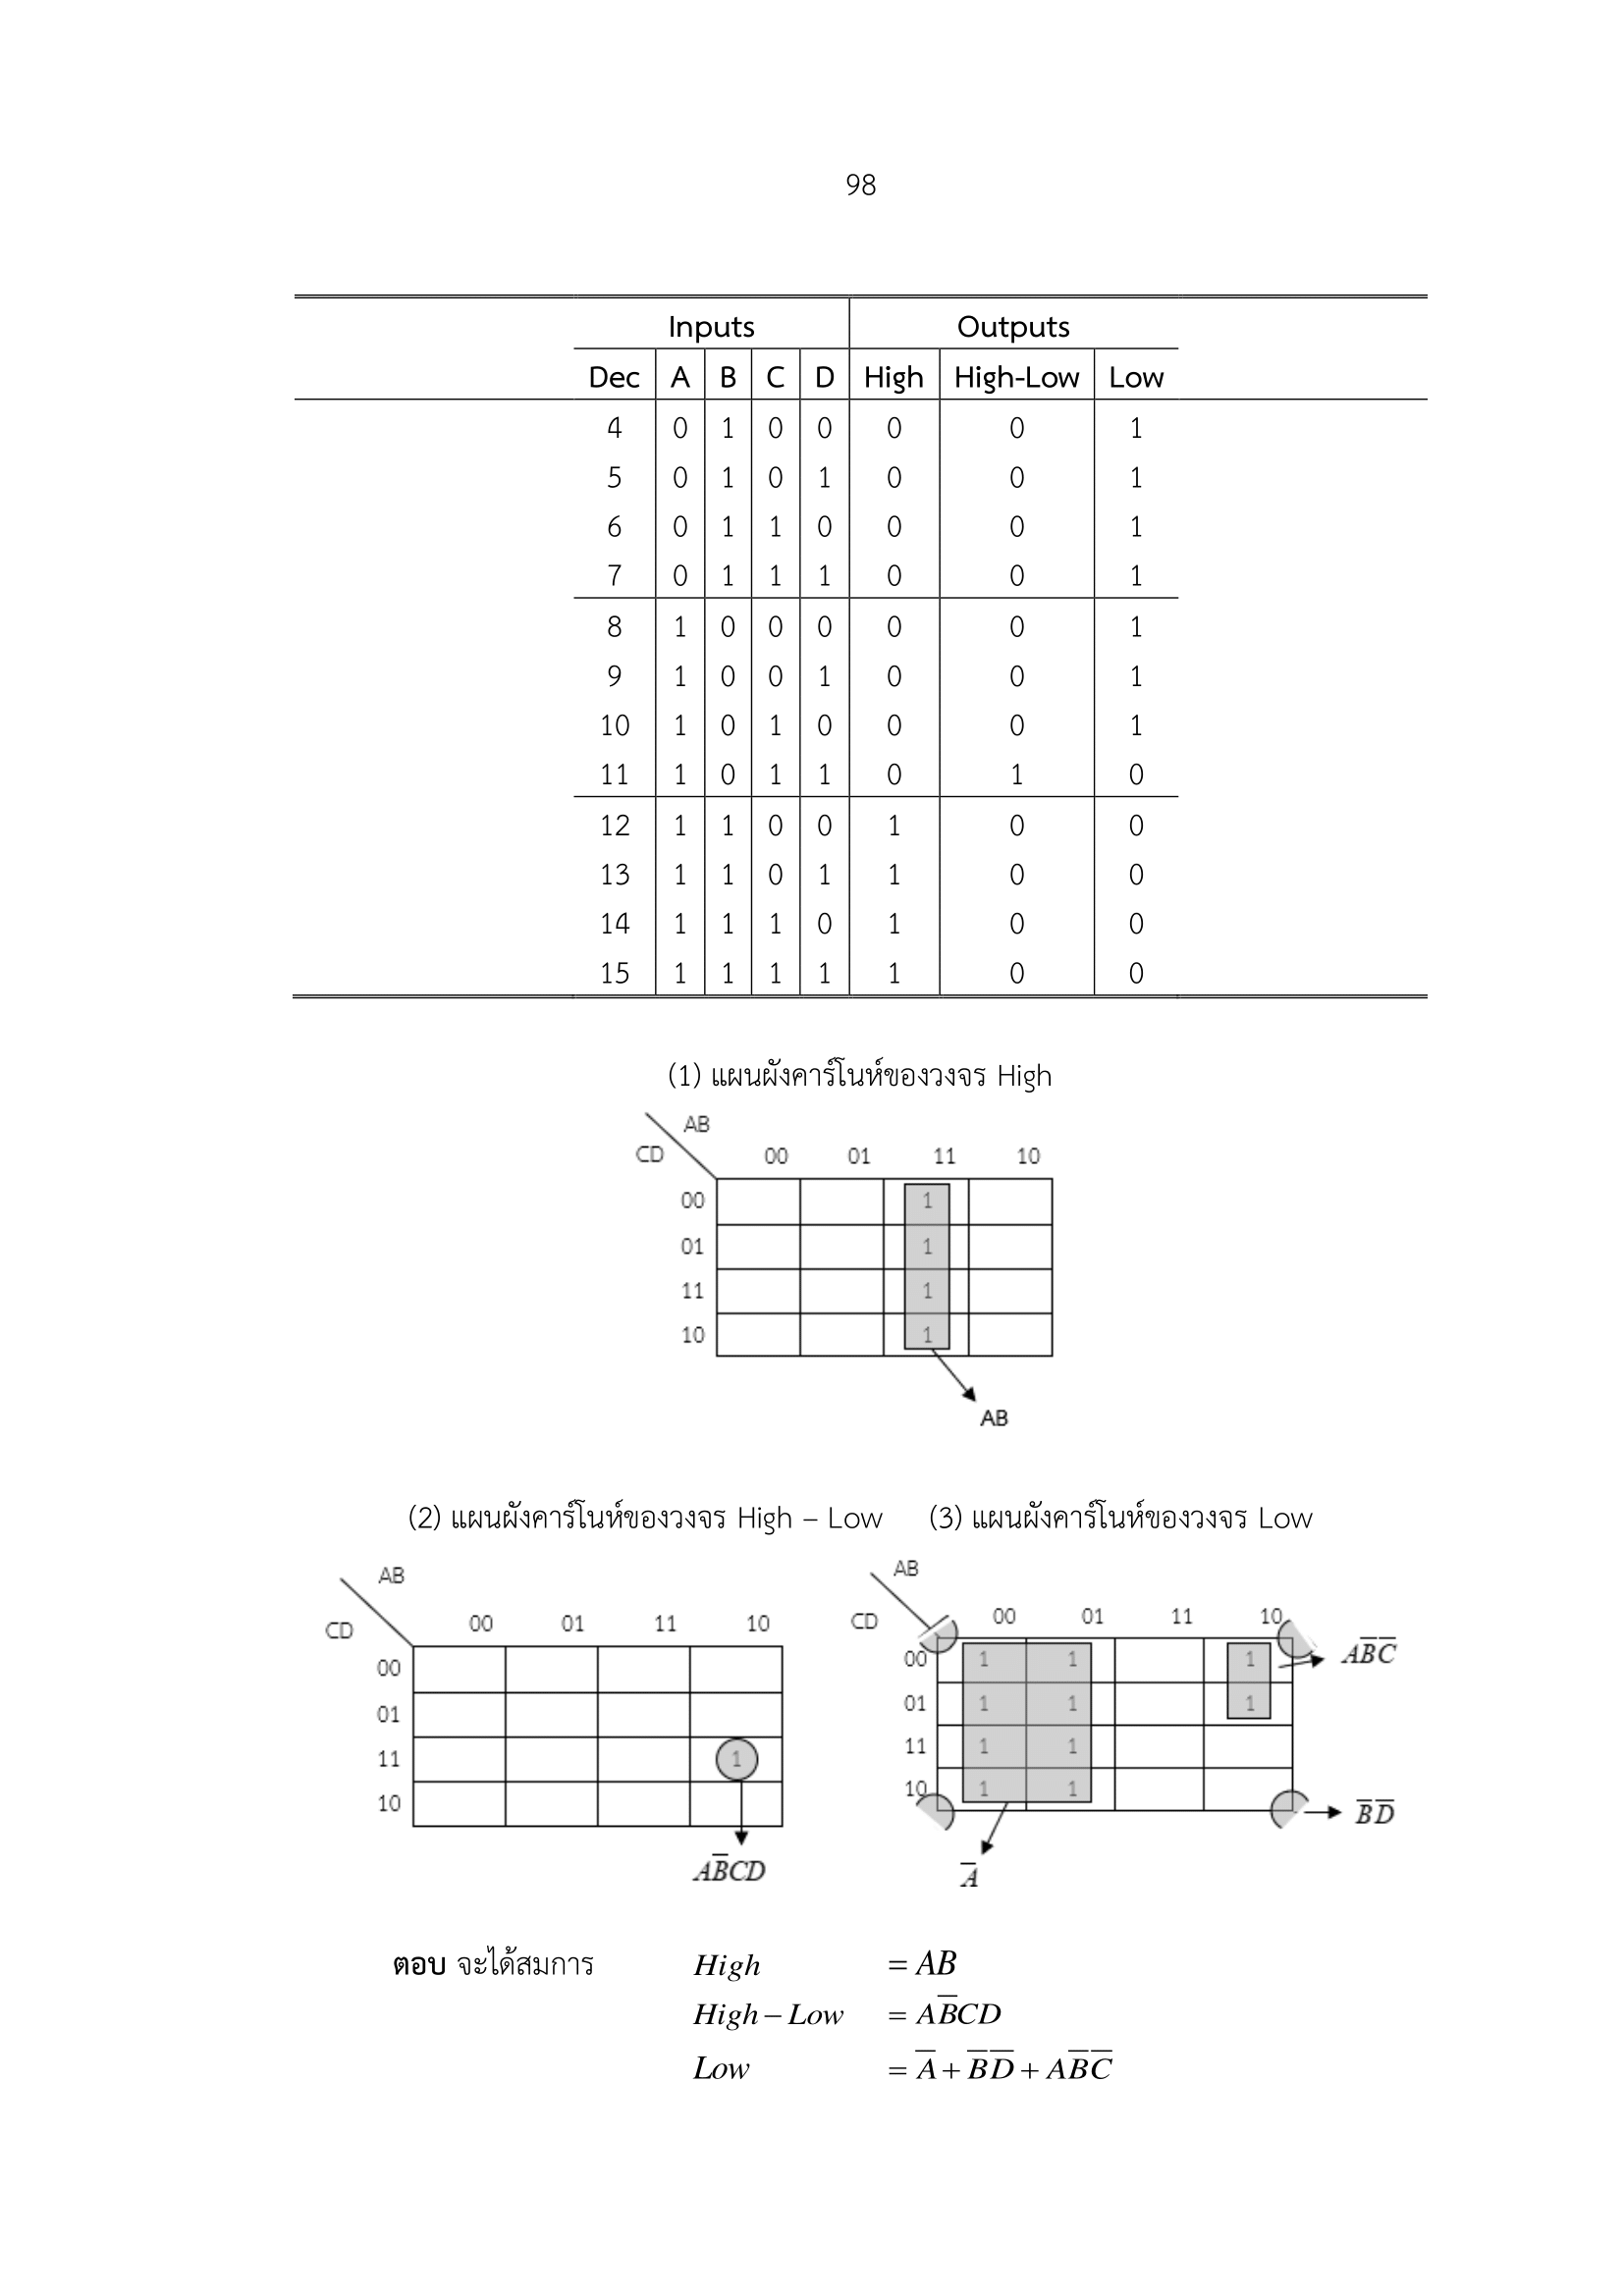 98
Inputs Outputs
Dec A B C D High High-Low Low
4 0 1 0 0 0 0 1
5 0 1 0 1 0 0 1
6 0 1 1 0 0 0 1
7 0 1 1 1 0 0 1
8 1 0 0 0 0 0 1
9 1 0 0 1 0 0 1
10 1 0 1 0 0 0 1
11 1 0 1 1 0 1 0
12 1 1 0 0 1 0 0
13 1 1 0 1 1 0 0
14 1 1 1 0 1 0 0
15 1 1 1 1 1 0 0
(1) แผนผังคาร์โนห์ของวงจร High
AB
CD 00 01 11 10
00 1
01 1
11 1
10 1
AB
(2) แผนผังคาร์โนห์ของวงจร High – Low (3) แผนผังคาร์โนห์ของวงจร Low
AB
CD 00 01 11 10
00
01
11 1
10
AB̅CD
AB
CD 00 01 11 10
00 1 1 1 AB̅C̅
01 1 1 1
11 1 1
10 1 1 B̅D̅
A̅
ตอบ จะได้สมการ High = AB
High – Low = AB̅CD
Low = A̅ + B̅D̅ + AB̅C̅